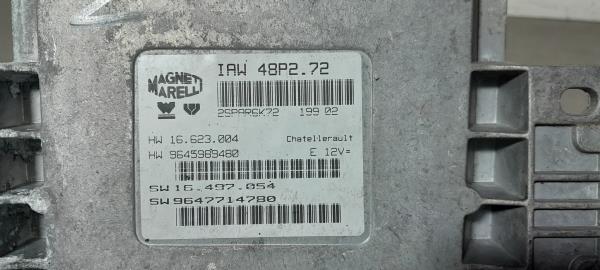 MAGNETI MARELLI
IAW 48P2.72
2SPAR6K72 199 02
HW 16.623.004 Chatellerault
HW 9645989480 E 12V=
SW 16.497.054
SW 9647714780